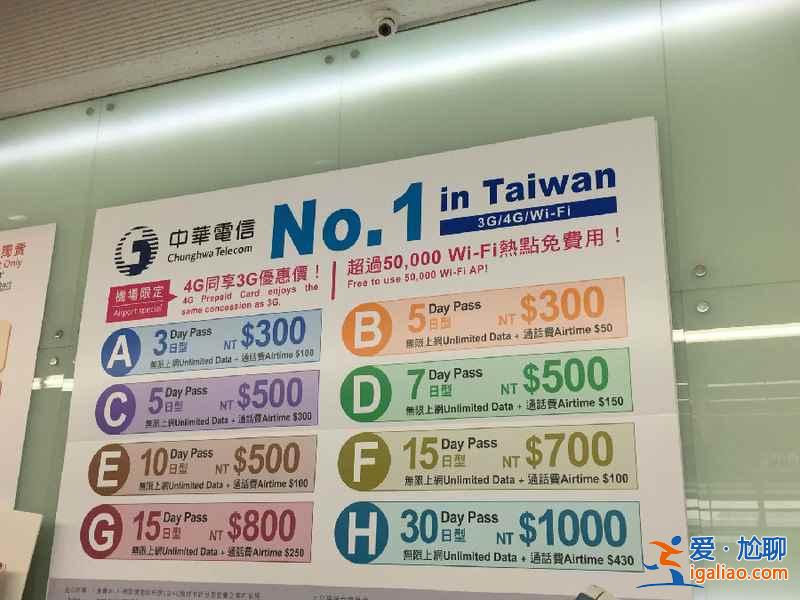 中華電信
Chunghwa Telecom
No.1 in Taiwan
3G/4G/Wi-Fi
機場限定
Airport special
4G同享3G優惠價！
4G Prepaid Card enjoys the
same concession as 3G.
超過50,000 Wi-Fi熱點免費用！
Free to use 50,000 Wi-Fi AP!
A 3 Day Pass 日型 NT $300
無限上網Unlimited Data + 通話費Airtime $100
B 5 Day Pass 日型 NT $300
無限上網Unlimited Data + 通話費Airtime $50
C 5 Day Pass 日型 NT $500
無限上網Unlimited Data + 通話費Airtime $300
D 7 Day Pass 日型 NT $500
無限上網Unlimited Data + 通話費Airtime $150
E 10 Day Pass 日型 NT $500
無限上網Unlimited Data + 通話費Airtime $100
F 15 Day Pass 日型 NT $700
無限上網Unlimited Data + 通話費Airtime $100
G 15 Day Pass 日型 NT $800
無限上網Unlimited Data + 通話費Airtime $250
H 30 Day Pass 日型 NT $1000
無限上網Unlimited Data + 通話費Airtime $430
Only
爱·尬聊
igaliao.com